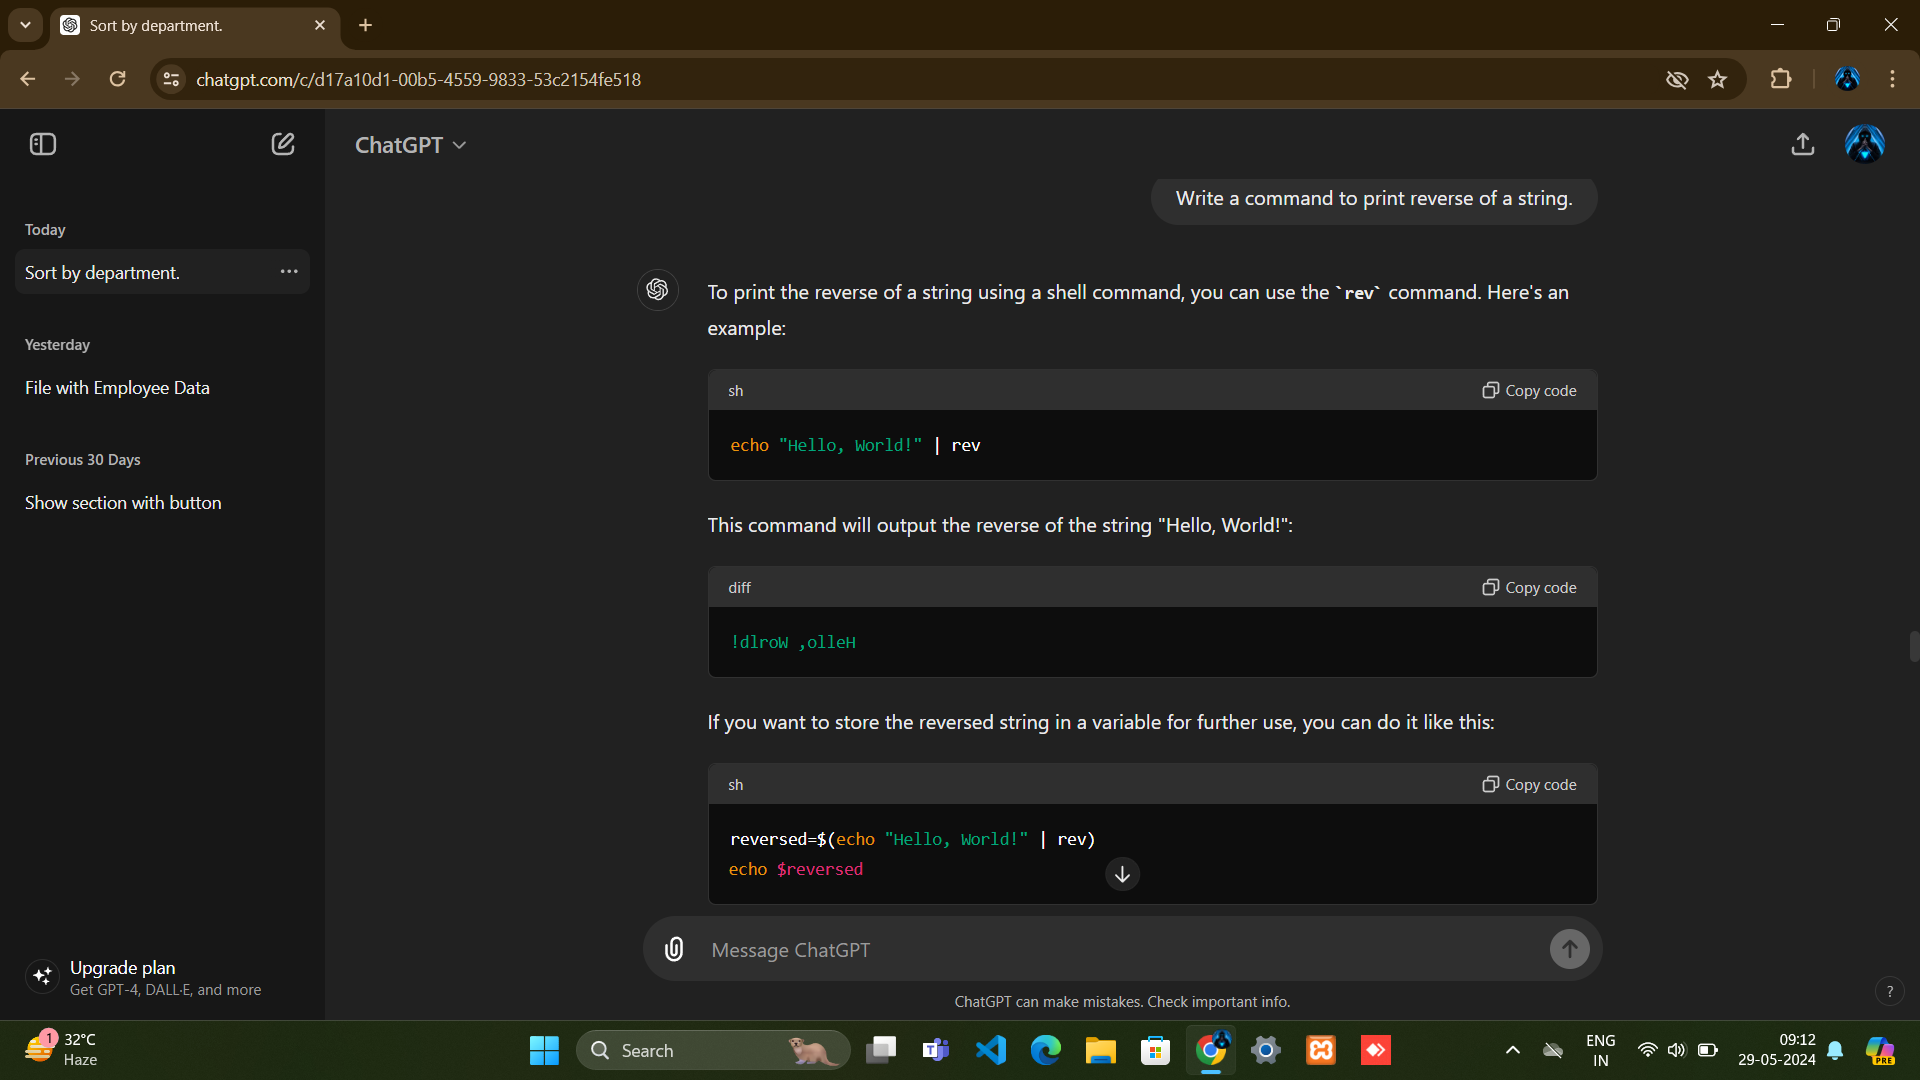 Sort by department.
chatgpt.com/c/d17a10d1-00b5-4559-9833-53c2154fe518
ChatGPT
Today
Sort by department.
Yesterday
File with Employee Data
Previous 30 Days
Show section with button
Upgrade plan
Get GPT-4, DALL·E, and more
Write a command to print reverse of a string.
To print the reverse of a string using a shell command, you can use the `rev` command. Here's an
example:
sh
Copy code
echo "Hello, World!" | rev
This command will output the reverse of the string "Hello, World!":
diff
Copy code
!dlroW ,olleH
If you want to store the reversed string in a variable for further use, you can do it like this:
sh
Copy code
reversed=$(echo "Hello, World!" | rev)
echo $reversed
Message ChatGPT
ChatGPT can make mistakes. Check important info.
?
1
32°C
Haze
Search
T
PRE
ENG
IN
09:12
29-05-2024